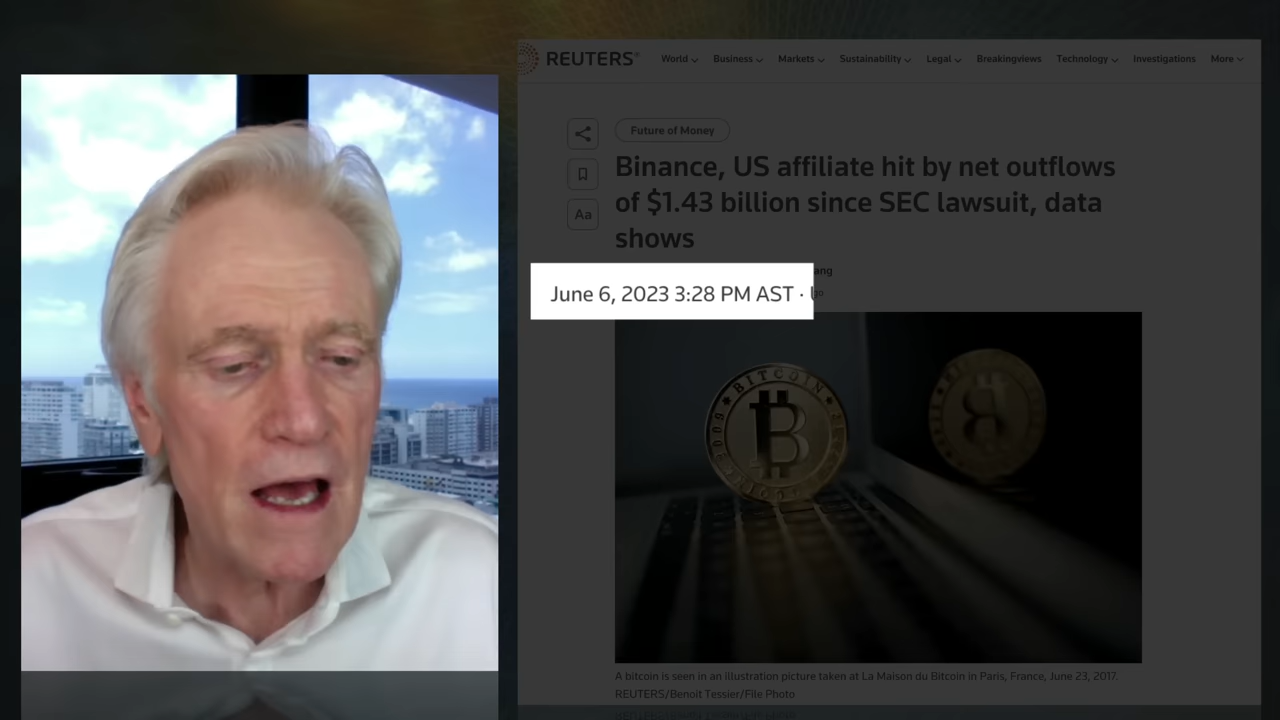 REUTERS®
World Business Markets Sustainability Legal Breakingviews Technology Investigations More
Future of Money
Binance, US affiliate hit by net outflows
of $1.43 billion since SEC lawsuit, data
shows
Aa
ang
June 6, 2023 3:28 PM AST ·
go
BITCOIN
A bitcoin is seen in an illustration picture taken at La Maison du Bitcoin in Paris, France, June 23, 2017.
REUTERS/Benoit Tessier/File Photo